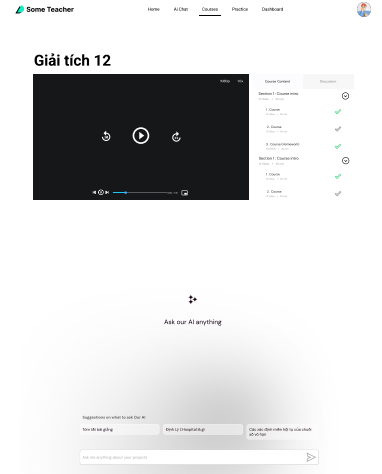 Some Teacher
Home
AI Chat
Courses
Practice
Dashboard
Giải tích 12
Course Content
Discussion
Section 1 : Course intro
1. Course
2. Course
3. Course homeworks
Section 1 : Course intro
1. Course
2. Course
Ask our AI anything
Suggestions on what to ask Our AI
Tóm tắt bài giảng
Định Lý L'Hospital là gì
Các xác định miền hội tụ của chuỗi
số vô hạn
Ask me anything about your projects